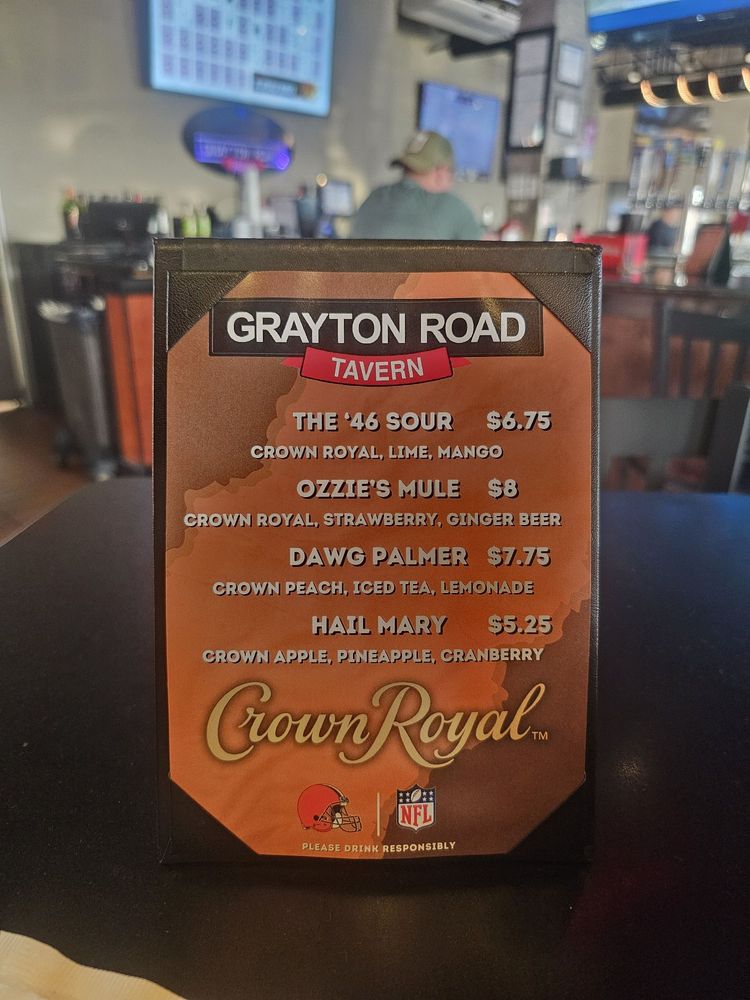 GRAYTON ROAD
TAVERN
THE ‘46 SOUR $6.75
CROWN ROYAL, LIME, MANGO
OZZIE'S MULE $8
CROWN ROYAL, STRAWBERRY, GINGER BEER
DAWG PALMER $7.75
CROWN PEACH, ICED TEA, LEMONADE
HAIL MARY $5.25
CROWN APPLE, PINEAPPLE, CRANBERRY
Crown Royal™
NFL
PLEASE DRINK RESPONSIBLY